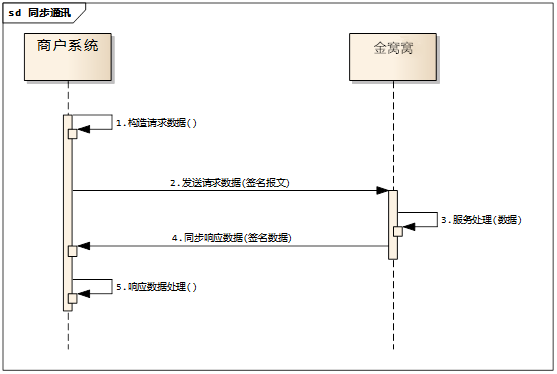 sd 同步通讯
商户系统
金窝窝
1.构造请求数据()
2.发送请求数据(签名报文)
3.服务处理(数据)
4.同步响应数据(签名数据)
5.响应数据处理()